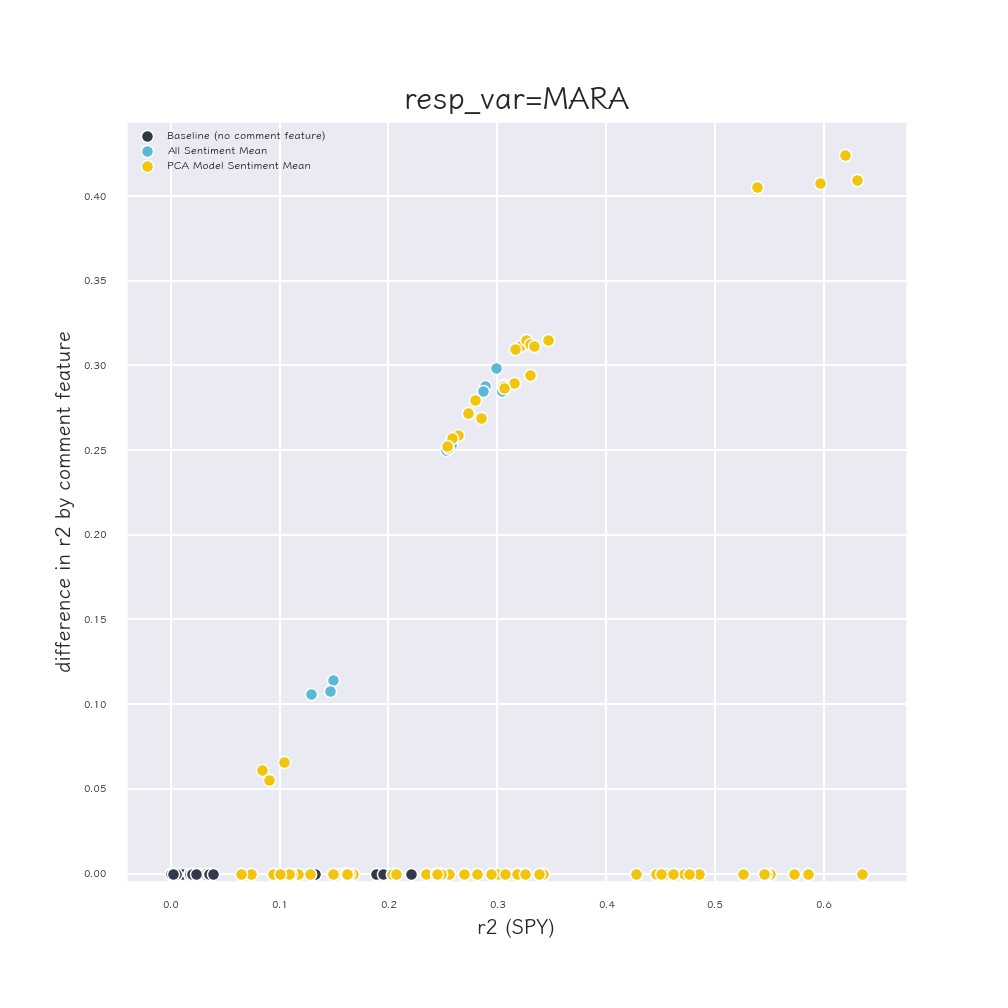 resp_var=MARA
Baseline (no comment feature)
All Sentiment Mean
PCA Model Sentiment Mean
difference in r2 by comment feature
0.40
0.35
0.30
0.25
0.20
0.15
0.10
0.05
0.00
0.0 0.1 0.2 0.3 0.4 0.5 0.6
r2 (SPY)